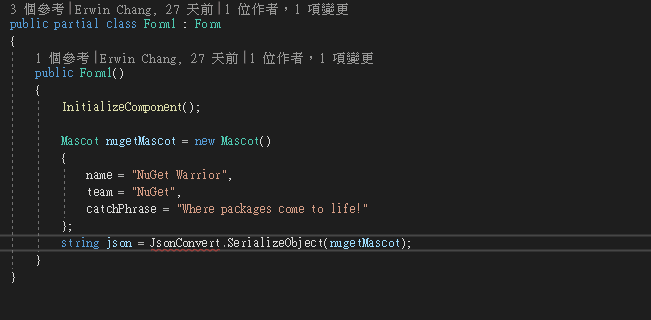 3 個參考|Erwin Chang, 27 天前|1 位作者，1 項變更
public partial class Form1 : Form
{
1 個參考|Erwin Chang, 27 天前|1 位作者，1 項變更
public Form1()
{
InitializeComponent();
Mascot nugetMascot = new Mascot()
{
name = "NuGet Warrior",
team = "NuGet",
catchPhrase = "Where packages come to life!"
};
string json = JsonConvert.SerializeObject(nugetMascot);
}
}